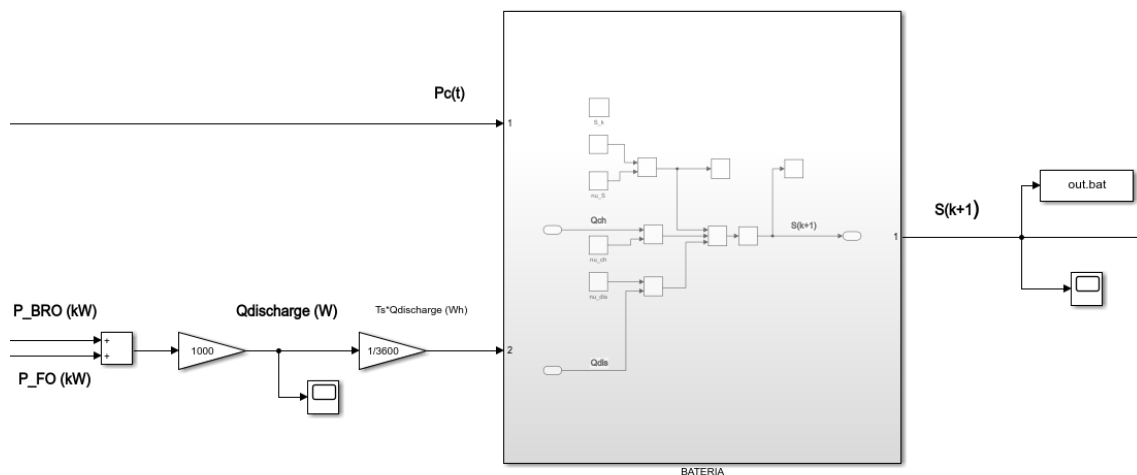 Pc(t)
1
S_k
nu_S
Qch
nu_ch
nu_dis
Qdis
S(k+1)
1
S(k+1)
out.bat
P_BRO (kW)
+
+
P_FO (kW)
1000
Qdischarge (W)
Ts*Qdischarge (Wh)
1/3600
2
BATERIA